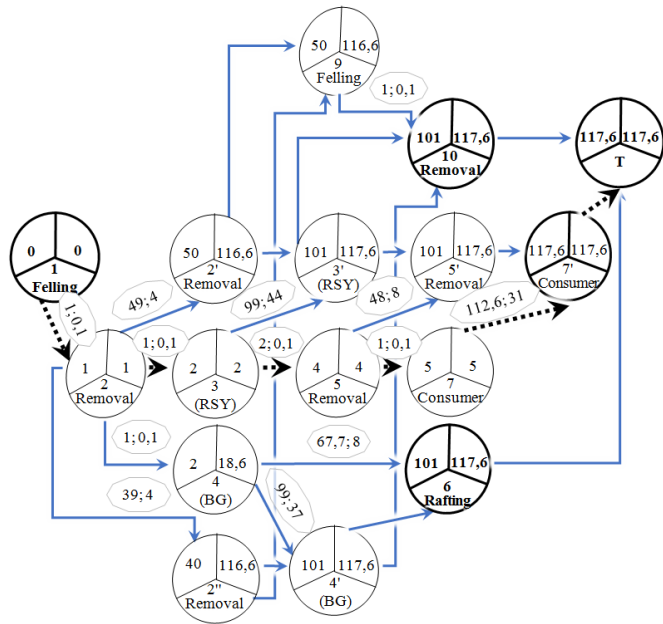 50 116,6
9
Felling
1; 0,1
101 117,6
10
Removal
117,6 117,6
T
0 0
1
Felling
50 116,6
2'
Removal
101 117,6
3'
(RSY)
101 117,6
5'
Removal
117,6 117,6
7'
Consumer
1; 0,1
49; 4
99; 44
48; 8
112,6; 31
1; 0,1
2; 0,1
1; 0,1
1 1
2
Removal
2 2
3
(RSY)
4 4
5
Removal
5 5
7
Consumer
1; 0,1
67,7; 8
2 18,6
4
(BG)
101 117,6
6
Rafting
39; 4
99; 37
40 116,6
2''
Removal
101 117,6
4'
(BG)